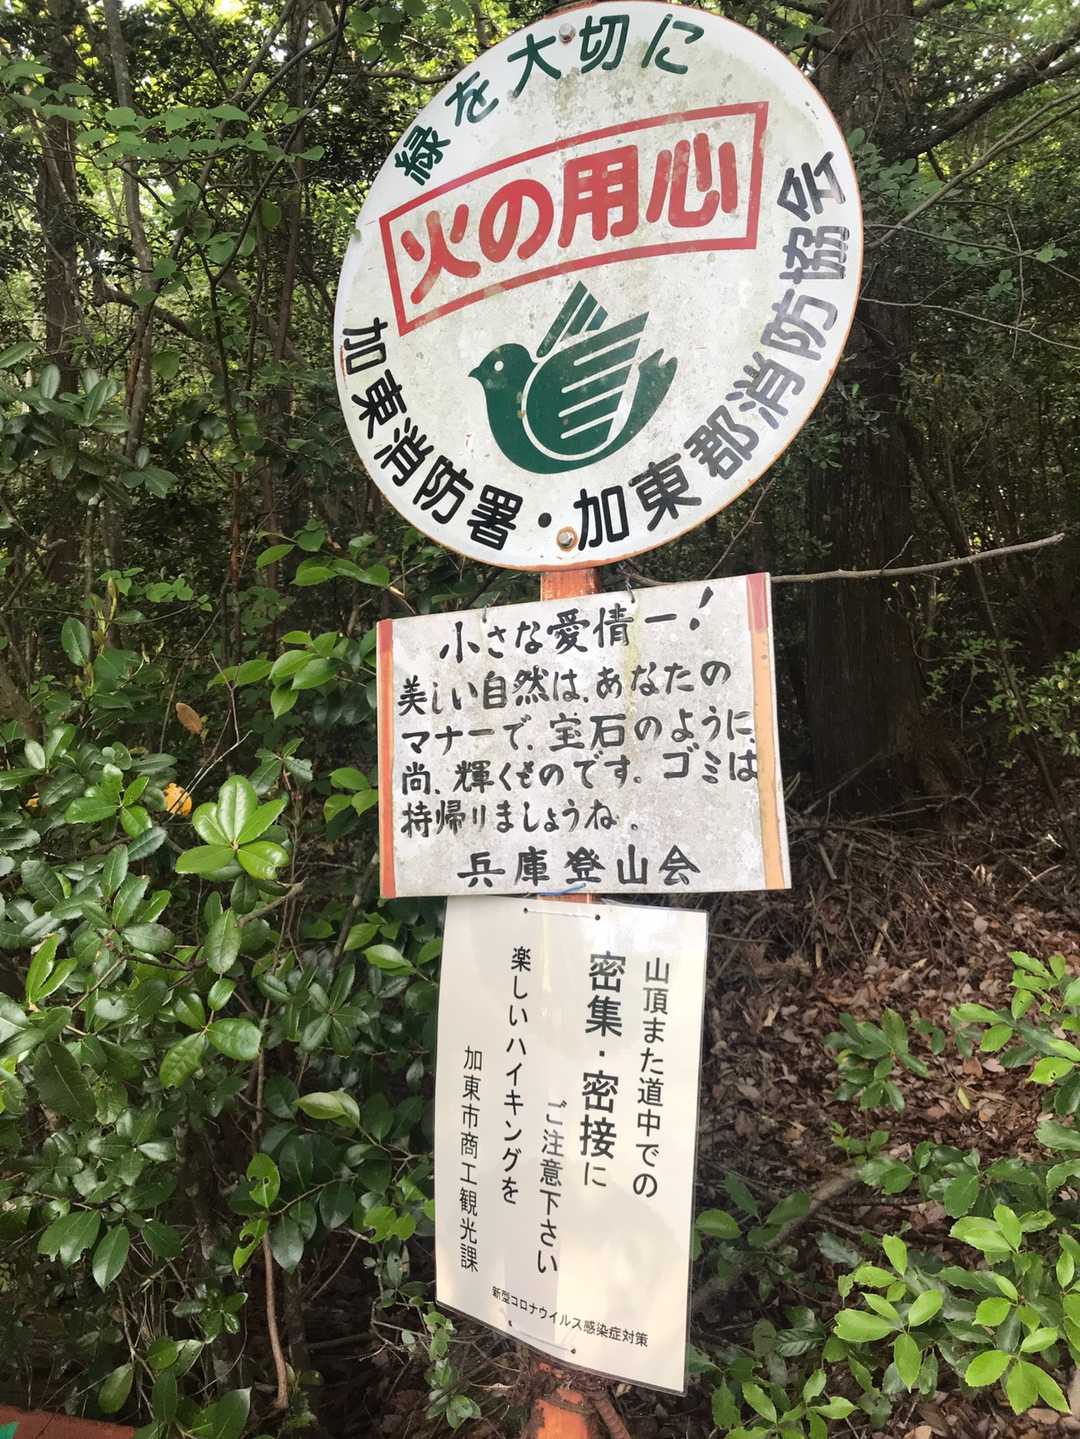 緑を大切に
火の用心
加東消防署・加東郡消防協会
小さな愛情一!
美しい自然は、あなたの
マナーで、宝石のように、
尚、輝くものです。ゴミは
持帰りましょうね。
兵庫登山会
山頂また道中での
密集・密接に
ご注意下さい
楽しいハイキングを
加東市商工観光課
新型コロナウイルス感染症対策